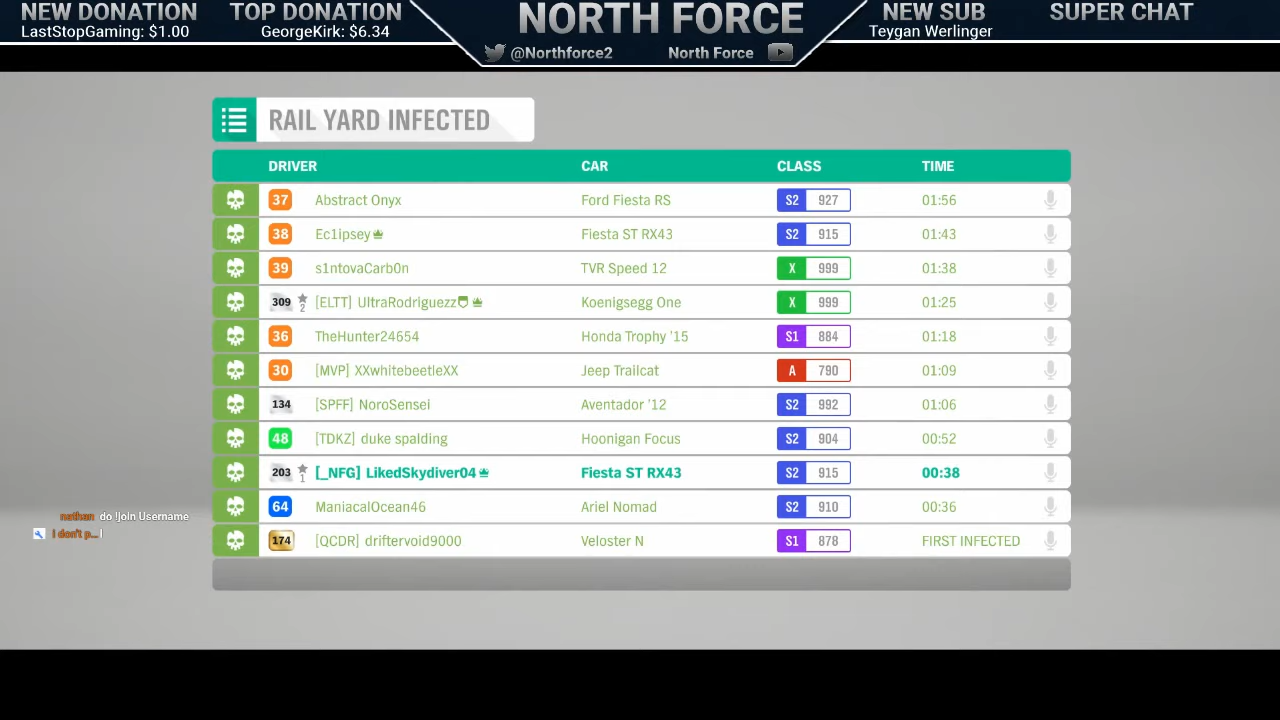 NEW DONATION
LastStopGaming: $1.00
TOP DONATION
GeorgeKirk: $6.34
NORTH FORCE
@Northforce2 North Force
NEW SUB
Teygan Werlinger
SUPER CHAT
RAIL YARD INFECTED
DRIVER CAR CLASS TIME
37 Abstract Onyx Ford Fiesta RS S2 927 01:56
38 Ec1ipsey Fiesta ST RX43 S2 915 01:43
39 s1ntovaCarb0n TVR Speed 12 X 999 01:38
309 2 [ELTT] UltraRodriguezz Koenigsegg One X 999 01:25
36 TheHunter24654 Honda Trophy '15 S1 884 01:18
30 [MVP] XXwhitebeetleXX Jeep Trailcat A 790 01:09
134 [SPFF] NoroSensei Aventador '12 S2 992 01:06
48 [TDKZ] duke spalding Hoonigan Focus S2 904 00:52
203 1 [_NFG] LikedSkydiver04 Fiesta ST RX43 S2 915 00:38
64 ManiacalOcean46 Ariel Nomad S2 910 00:36
174 [QCDR] driftervoid9000 Veloster N S1 878 FIRST INFECTED
nathan do !join Username
i don't p...